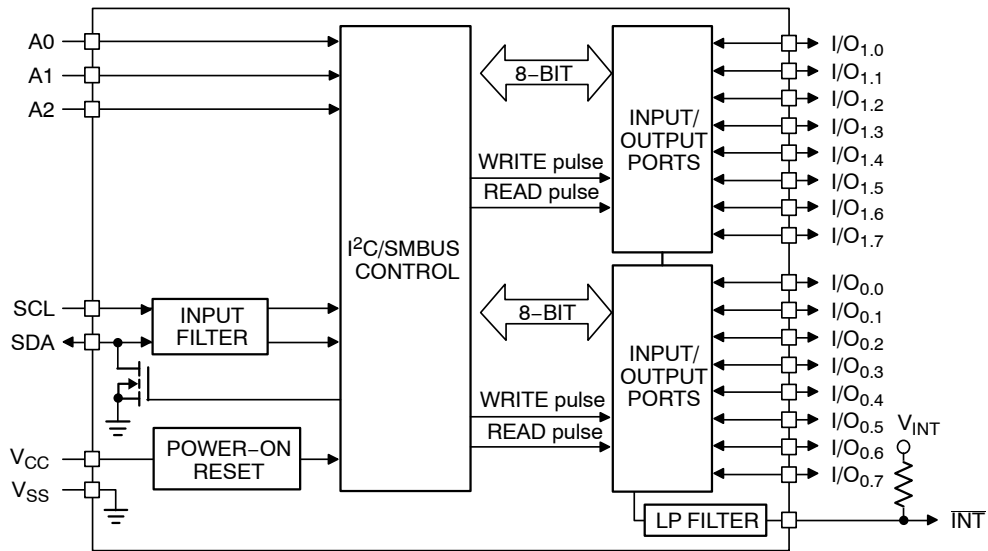 A0
A1
A2
SCL
SDA
V_CC
V_SS
INPUT
FILTER
POWER−ON
RESET
I²C/SMBUS
CONTROL
8−BIT
WRITE pulse
READ pulse
8−BIT
WRITE pulse
READ pulse
INPUT/
OUTPUT
PORTS
INPUT/
OUTPUT
PORTS
LP FILTER
I/O1.0
I/O1.1
I/O1.2
I/O1.3
I/O1.4
I/O1.5
I/O1.6
I/O1.7
I/O0.0
I/O0.1
I/O0.2
I/O0.3
I/O0.4
I/O0.5
I/O0.6
I/O0.7
V_INT
INT